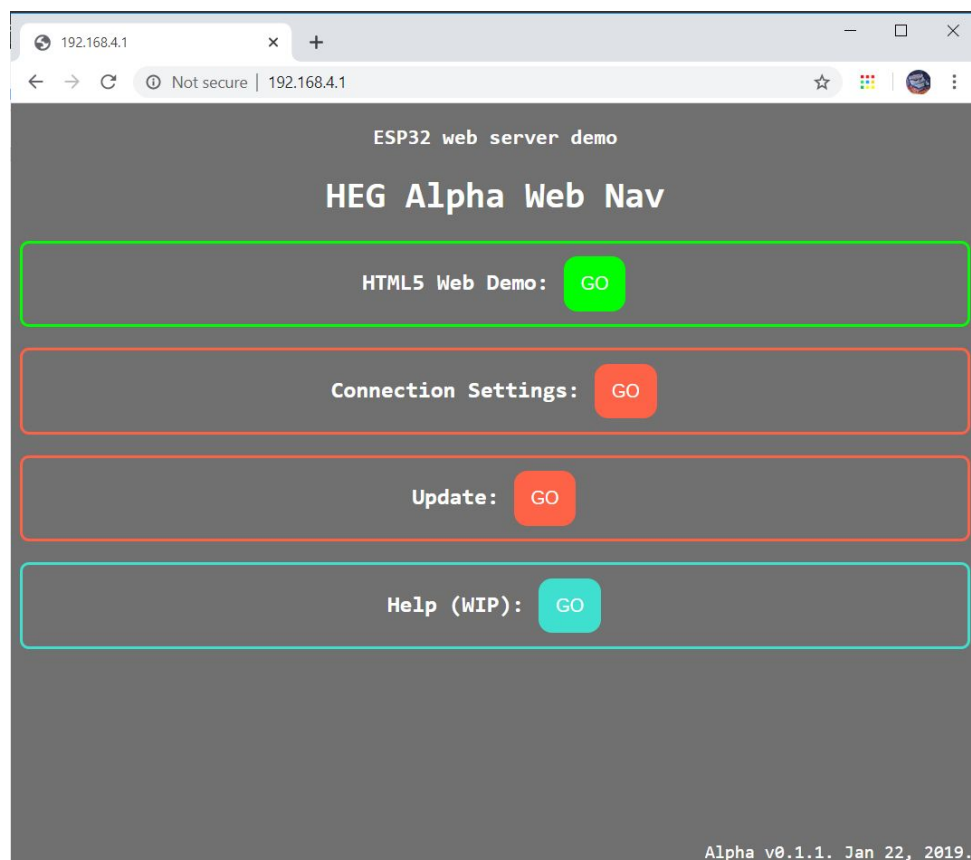 192.168.4.1
Not secure | 192.168.4.1
ESP32 web server demo
HEG Alpha Web Nav
HTML5 Web Demo: GO
Connection Settings: GO
Update: GO
Help (WIP): GO
Alpha v0.1.1. Jan 22, 2019.